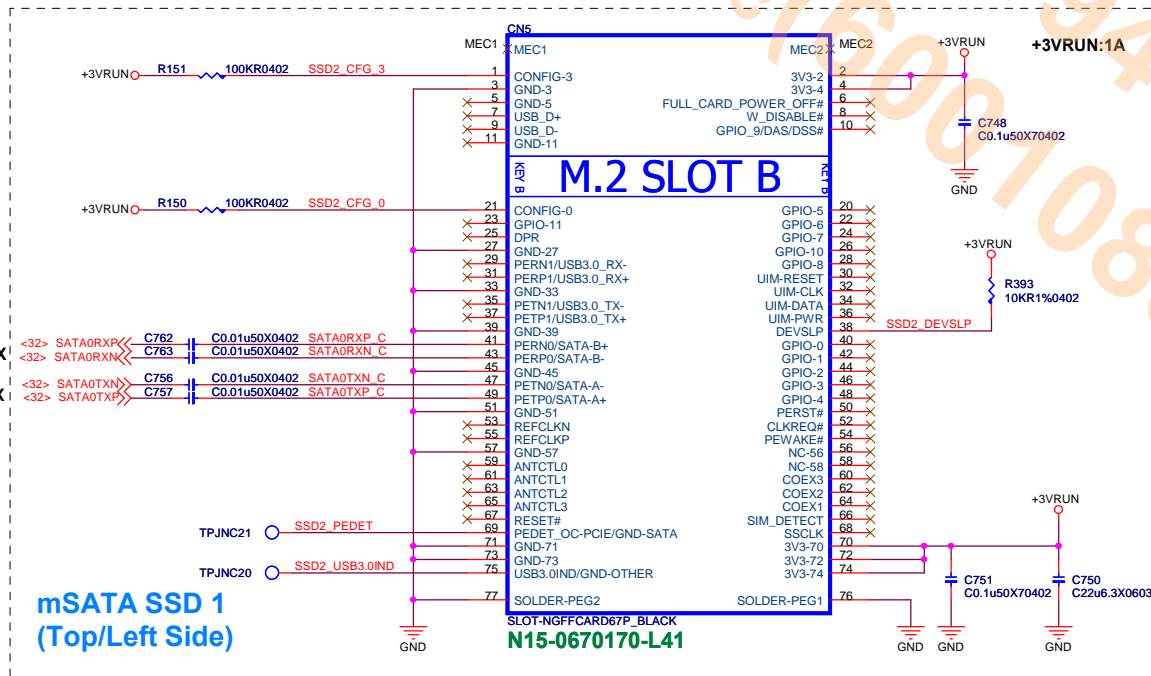 CN5
MEC1 MEC1 MEC2 MEC2
+3VRUN +3VRUN:1A
+3VRUN R151 100KR0402 SSD2_CFG_3 1 CONFIG-3 3V3-2 2
3 GND-3 3V3-4 4
5 GND-5 FULL_CARD_POWER_OFF# 6
7 USB_D+ W_DISABLE# 8
9 USB_D- GPIO_9/DAS/DSS# 10
11 GND-11
C748
C0.1u50X70402
GND
KEY B M.2 SLOT B KEY B
+3VRUN R150 100KR0402 SSD2_CFG_0 21 CONFIG-0 GPIO-5 20
23 GPIO-11 GPIO-6 22
25 DPR GPIO-7 24
27 GND-27 GPIO-10 26
29 PERN1/USB3.0_RX- GPIO-8 28
31 PERP1/USB3.0_RX+ UIM-RESET 30
33 GND-33 UIM-CLK 32
35 PETN1/USB3.0_TX- UIM-DATA 34
37 PETP1/USB3.0_TX+ UIM-PWR 36
39 GND-39 DEVSLP 38 SSD2_DEVSLP
+3VRUN
R393
10KR1%0402
<32> SATA0RXP C762 C0.01u50X0402 SATA0RXP_C 41 PERN0/SATA-B+ GPIO-0 40
<32> SATA0RXN C763 C0.01u50X0402 SATA0RXN_C 43 PERP0/SATA-B- GPIO-1 42
45 GND-45 GPIO-2 44
<32> SATA0TXN C756 C0.01u50X0402 SATA0TXN_C 47 PETN0/SATA-A- GPIO-3 46
<32> SATA0TXP C757 C0.01u50X0402 SATA0TXP_C 49 PETP0/SATA-A+ GPIO-4 48
51 GND-51 PERST# 50
53 REFCLKN CLKREQ# 52
55 REFCLKP PEWAKE# 54
57 GND-57 NC-56 56
59 ANTCTL0 NC-58 58
61 ANTCTL1 COEX3 60
63 ANTCTL2 COEX2 62
65 ANTCTL3 COEX1 64
67 RESET# SIM_DETECT 66
TPJNC21 SSD2_PEDET 69 PEDET_OC-PCIE/GND-SATA SSCLK 68
71 GND-71 3V3-70 70
73 GND-73 3V3-72 72
TPJNC20 SSD2_USB3.0IND 75 USB3.0IND/GND-OTHER 3V3-74 74
77 SOLDER-PEG2 SOLDER-PEG1 76
+3VRUN
C751
C0.1u50X70402
C750
C22u6.3X0603
GND GND GND GND
SLOT-NGFFCARD67P_BLACK
N15-0670170-L41
mSATA SSD 1
(Top/Left Side)